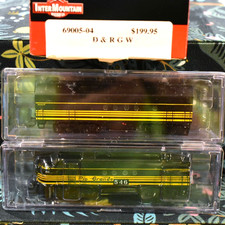 INTERMOUNTAIN
69005-04 $199.95
D & R G W
Rio Grande
540